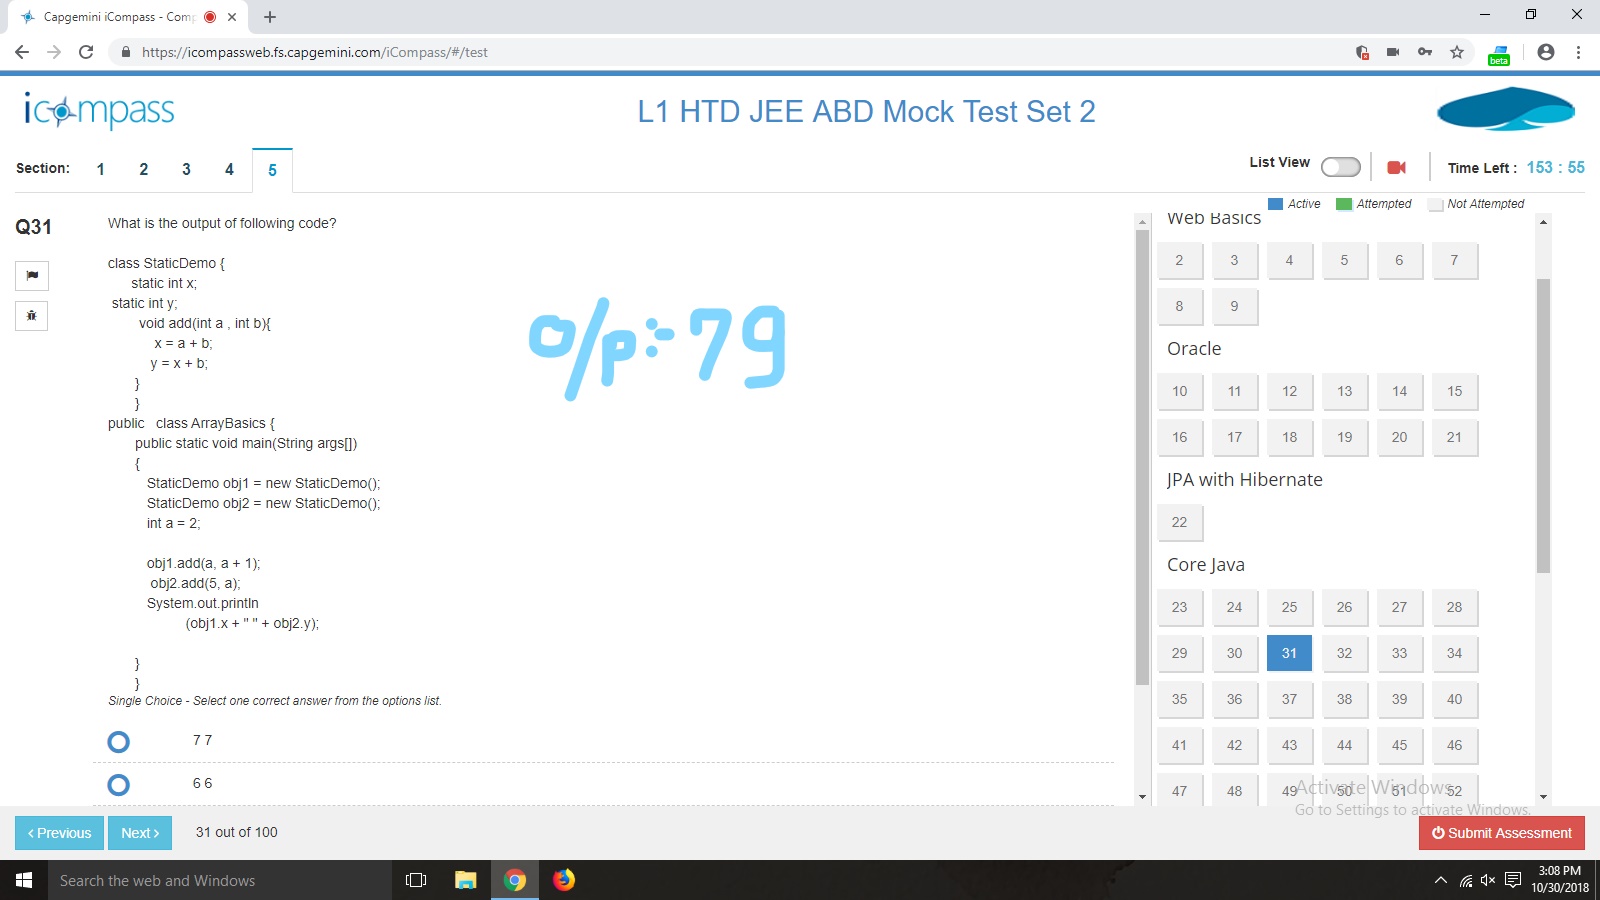 Capgemini iCompass - Comp
https://icompassweb.fs.capgemini.com/iCompass/#/test
beta
icompass
L1 HTD JEE ABD Mock Test Set 2
Section: 1 2 3 4 5
List View
Time Left : 153 : 55
Active Attempted Not Attempted
Q31
What is the output of following code?
class StaticDemo {
static int x;
static int y;
void add(int a , int b){
x = a + b;
y = x + b;
}
}
public class ArrayBasics {
public static void main(String args[])
{
StaticDemo obj1 = new StaticDemo();
StaticDemo obj2 = new StaticDemo();
int a = 2;
obj1.add(a, a + 1);
obj2.add(5, a);
System.out.println
(obj1.x + " " + obj2.y);
}
}
Single Choice - Select one correct answer from the options list.
7 7
6 6
O/p:- 79
Web Basics
2 3 4 5 6 7
8 9
Oracle
10 11 12 13 14 15
16 17 18 19 20 21
JPA with Hibernate
22
Core Java
23 24 25 26 27 28
29 30 31 32 33 34
35 36 37 38 39 40
41 42 43 44 45 46
47 48 49 50 51 52
Activate Windows
Go to Settings to activate Windows.
‹ Previous Next › 31 out of 100
Submit Assessment
Search the web and Windows
3:08 PM
10/30/2018